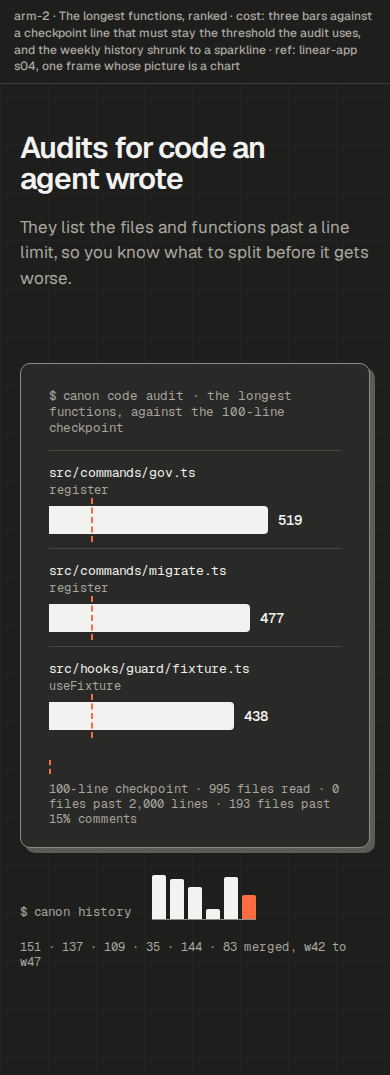 arm-2 · The longest functions, ranked · cost: three bars against
a checkpoint line that must stay the threshold the audit uses,
and the weekly history shrunk to a sparkline · ref: linear-app
s04, one frame whose picture is a chart
Audits for code an
agent wrote
They list the files and functions past a line
limit, so you know what to split before it gets
worse.
$ canon code audit · the longest
functions, against the 100-line
checkpoint
src/commands/gov.ts
register
519
src/commands/migrate.ts
register
477
src/hooks/guard/fixture.ts
useFixture
438
100-line checkpoint · 995 files read · 0
files past 2,000 lines · 193 files past
15% comments
$ canon history
151 · 137 · 109 · 35 · 144 · 83 merged, w42 to
w47